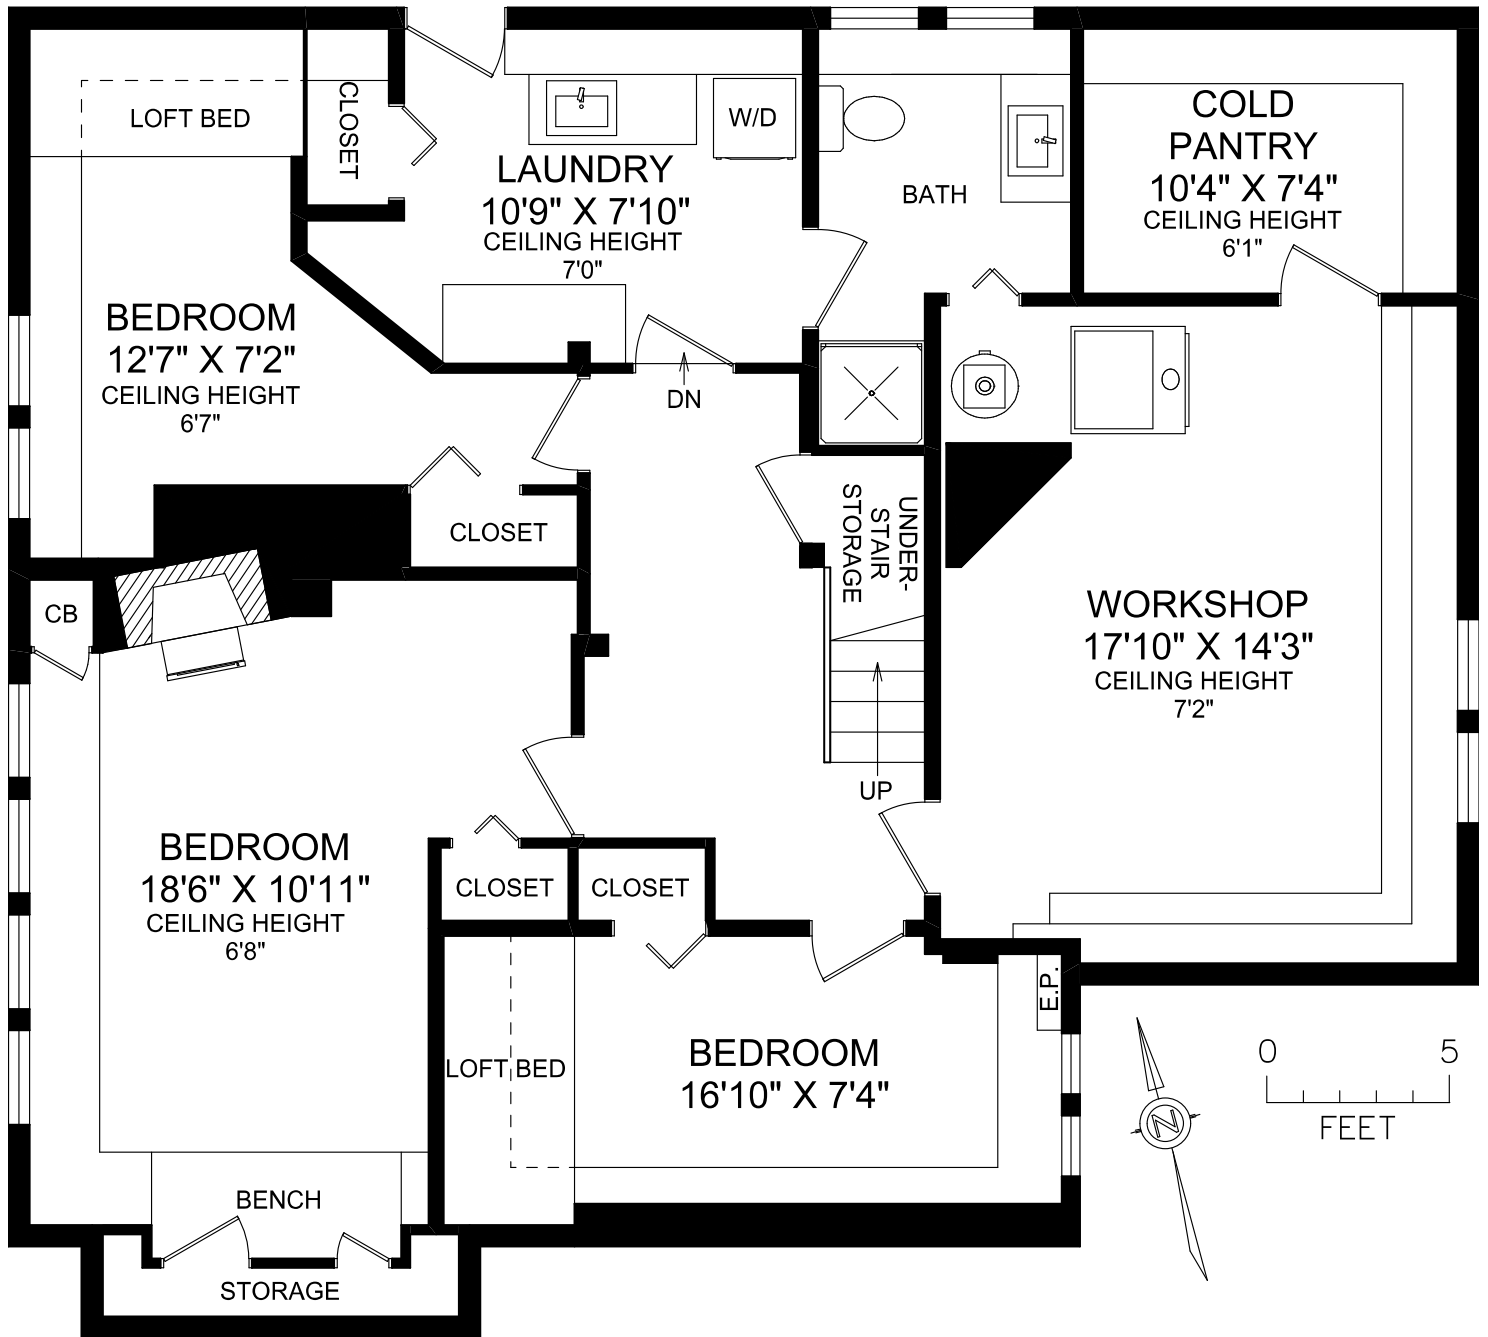 LOFT BED
CLOSET
LAUNDRY
10'9" X 7'10"
CEILING HEIGHT
7'0"
W/D
BATH
COLD
PANTRY
10'4" X 7'4"
CEILING HEIGHT
6'1"
BEDROOM
12'7" X 7'2"
CEILING HEIGHT
6'7"
DN
CLOSET
UNDER-
STAIR
STORAGE
CB
WORKSHOP
17'10" X 14'3"
CEILING HEIGHT
7'2"
UP
BEDROOM
18'6" X 10'11"
CEILING HEIGHT
6'8"
CLOSET
CLOSET
LOFT BED
BEDROOM
16'10" X 7'4"
E.P.
BENCH
STORAGE
N
0 5
FEET